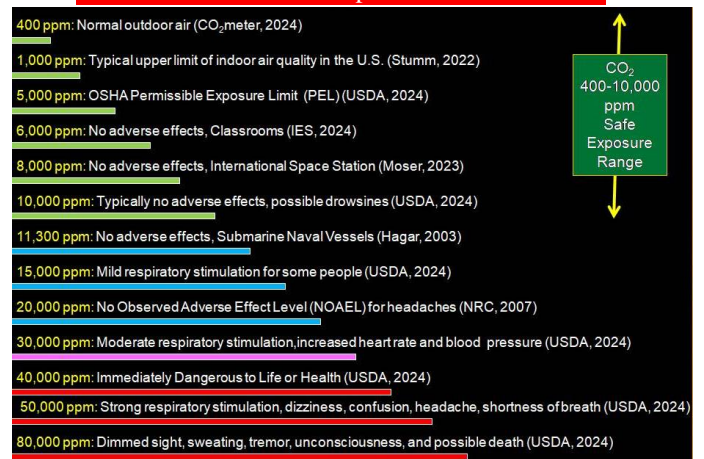 400 ppm: Normal outdoor air (CO₂meter, 2024)
1,000 ppm: Typical upper limit of indoor air quality in the U.S. (Stumm, 2022)
5,000 ppm: OSHA Permissible Exposure Limit (PEL) (USDA, 2024)
6,000 ppm: No adverse effects, Classrooms (IES, 2024)
8,000 ppm: No adverse effects, International Space Station (Moser, 2023)
10,000 ppm: Typically no adverse effects, possible drowsines (USDA, 2024)
11,300 ppm: No adverse effects, Submarine Naval Vessels (Hagar, 2003)
15,000 ppm: Mild respiratory stimulation for some people (USDA, 2024)
20,000 ppm: No Observed Adverse Effect Level (NOAEL) for headaches (NRC, 2007)
30,000 ppm: Moderate respiratory stimulation,increased heart rate and blood pressure (USDA, 2024)
40,000 ppm: Immediately Dangerous to Life or Health (USDA, 2024)
50,000 ppm: Strong respiratory stimulation, dizziness, confusion, headache, shortness of breath (USDA, 2024)
80,000 ppm: Dimmed sight, sweating, tremor, unconsciousness, and possible death (USDA, 2024)
CO₂
400-10,000
ppm
Safe
Exposure
Range